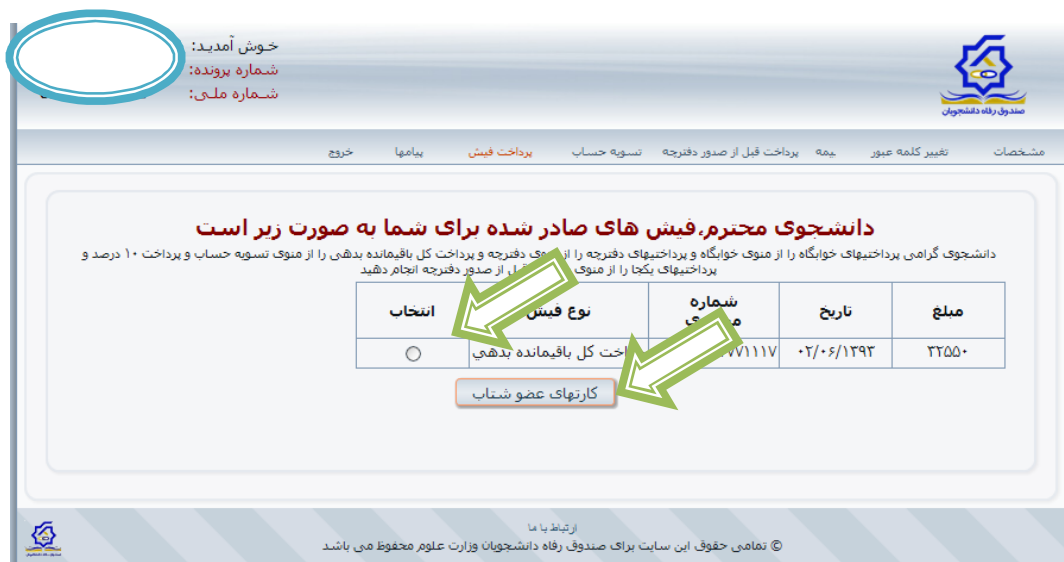 خوش آمدید:
شماره پرونده:
شماره ملی:
صندوق رفاه دانشجویان
مشخصات تغییر کلمه عبور بیمه پرداخت قبل از صدور دفترچه تسویه حساب پرداخت فیش پیامها خروج
دانشجوی محترم،فیش های صادر شده برای شما به صورت زیر است
دانشجوی گرامی پرداختهای خوابگاه را از منوی خوابگاه و پرداختیهای دفترچه را از منوی دفترچه و پرداخت کل باقیمانده بدهی را از منوی تسویه حساب و پرداخت ۱۰ درصد و
پرداختیهای یکجا را از منوی قبل از صدور دفترچه انجام دهید
مبلغ تاریخ شماره نوع فیش انتخاب
۳۲۵۵۰ ۰۲/۰۶/۱۳۹۳ ۷۷۱۱۱۷ کل باقیمانده بدهي
کارتهای عضو شتاب
ارتباط با ما
© تمامی حقوق این سایت برای صندوق رفاه دانشجویان وزارت علوم محفوظ می باشد